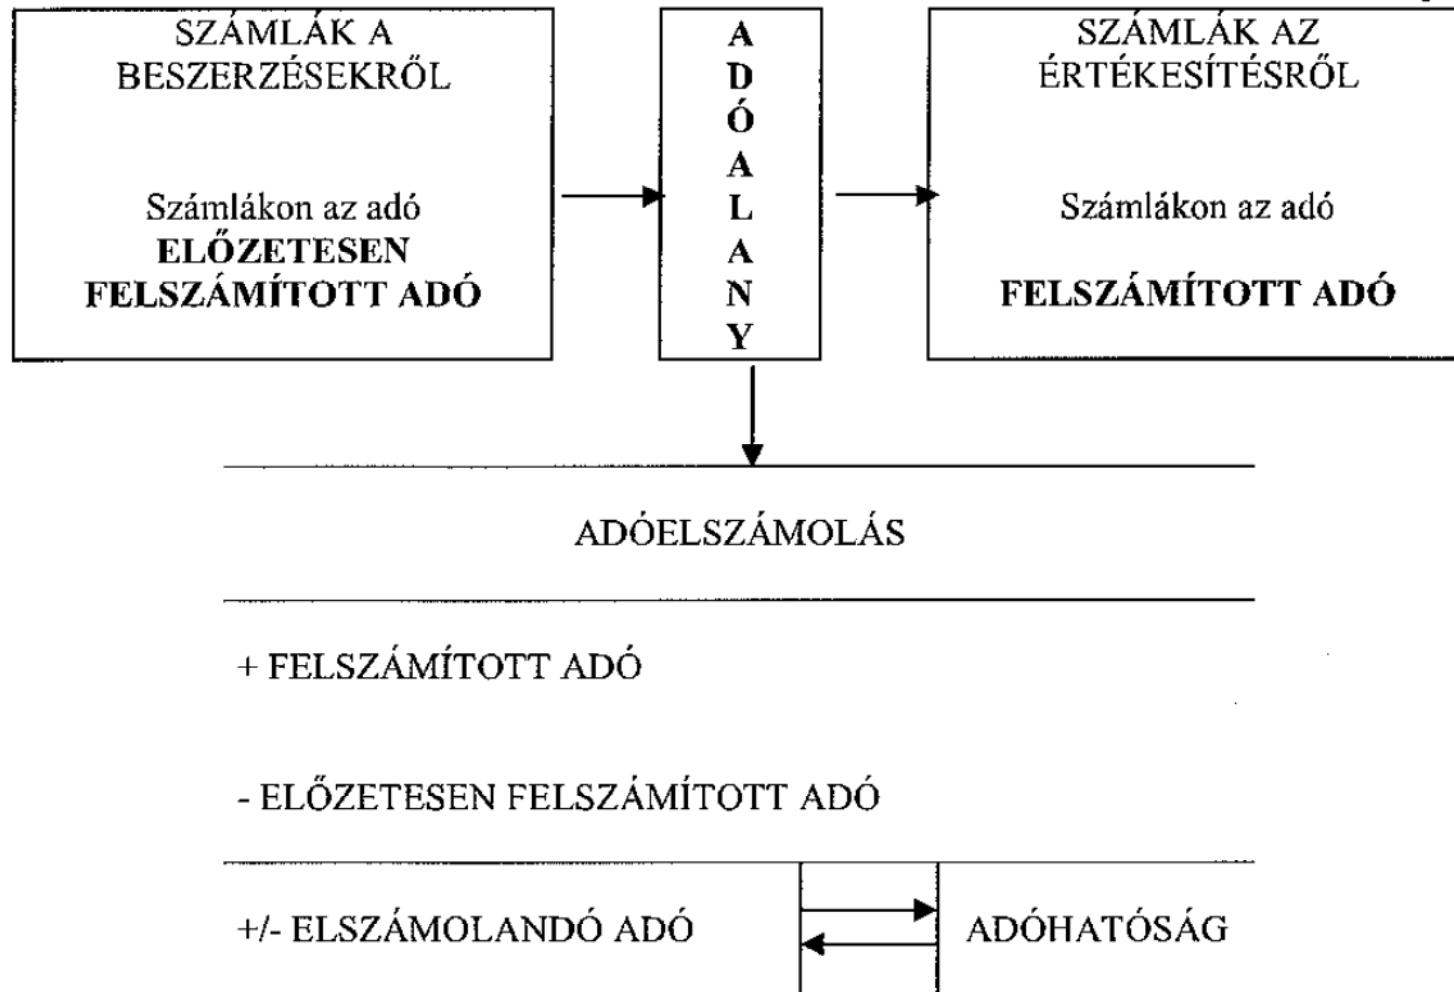 SZÁMLÁK A
BESZERZÉSEKRŐL
Számlákon az adó
ELŐZETESEN
FELSZÁMÍTOTT ADÓ
A
D
Ó
A
L
A
N
Y
SZÁMLÁK AZ
ÉRTÉKESÍTÉSRŐL
Számlákon az adó
FELSZÁMÍTOTT ADÓ
ADÓELSZÁMOLÁS
+ FELSZÁMÍTOTT ADÓ
- ELŐZETESEN FELSZÁMÍTOTT ADÓ
+/- ELSZÁMOLANDÓ ADÓ
ADÓHATÓSÁG